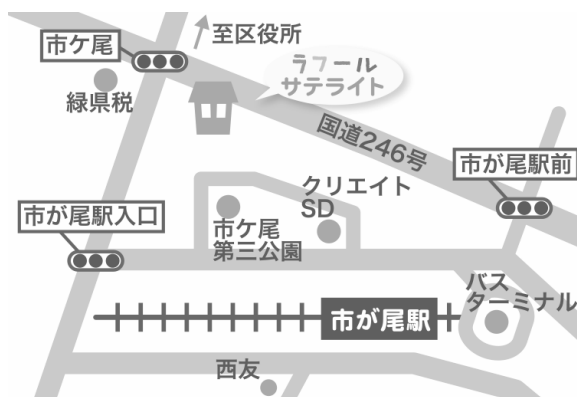 至区役所
市ケ尾
ラフール
サテライト
緑県税
国道246号
市が尾駅前
クリエイト
SD
市が尾駅入口
市ケ尾
第三公園
バス
ターミナル
市が尾駅
西友